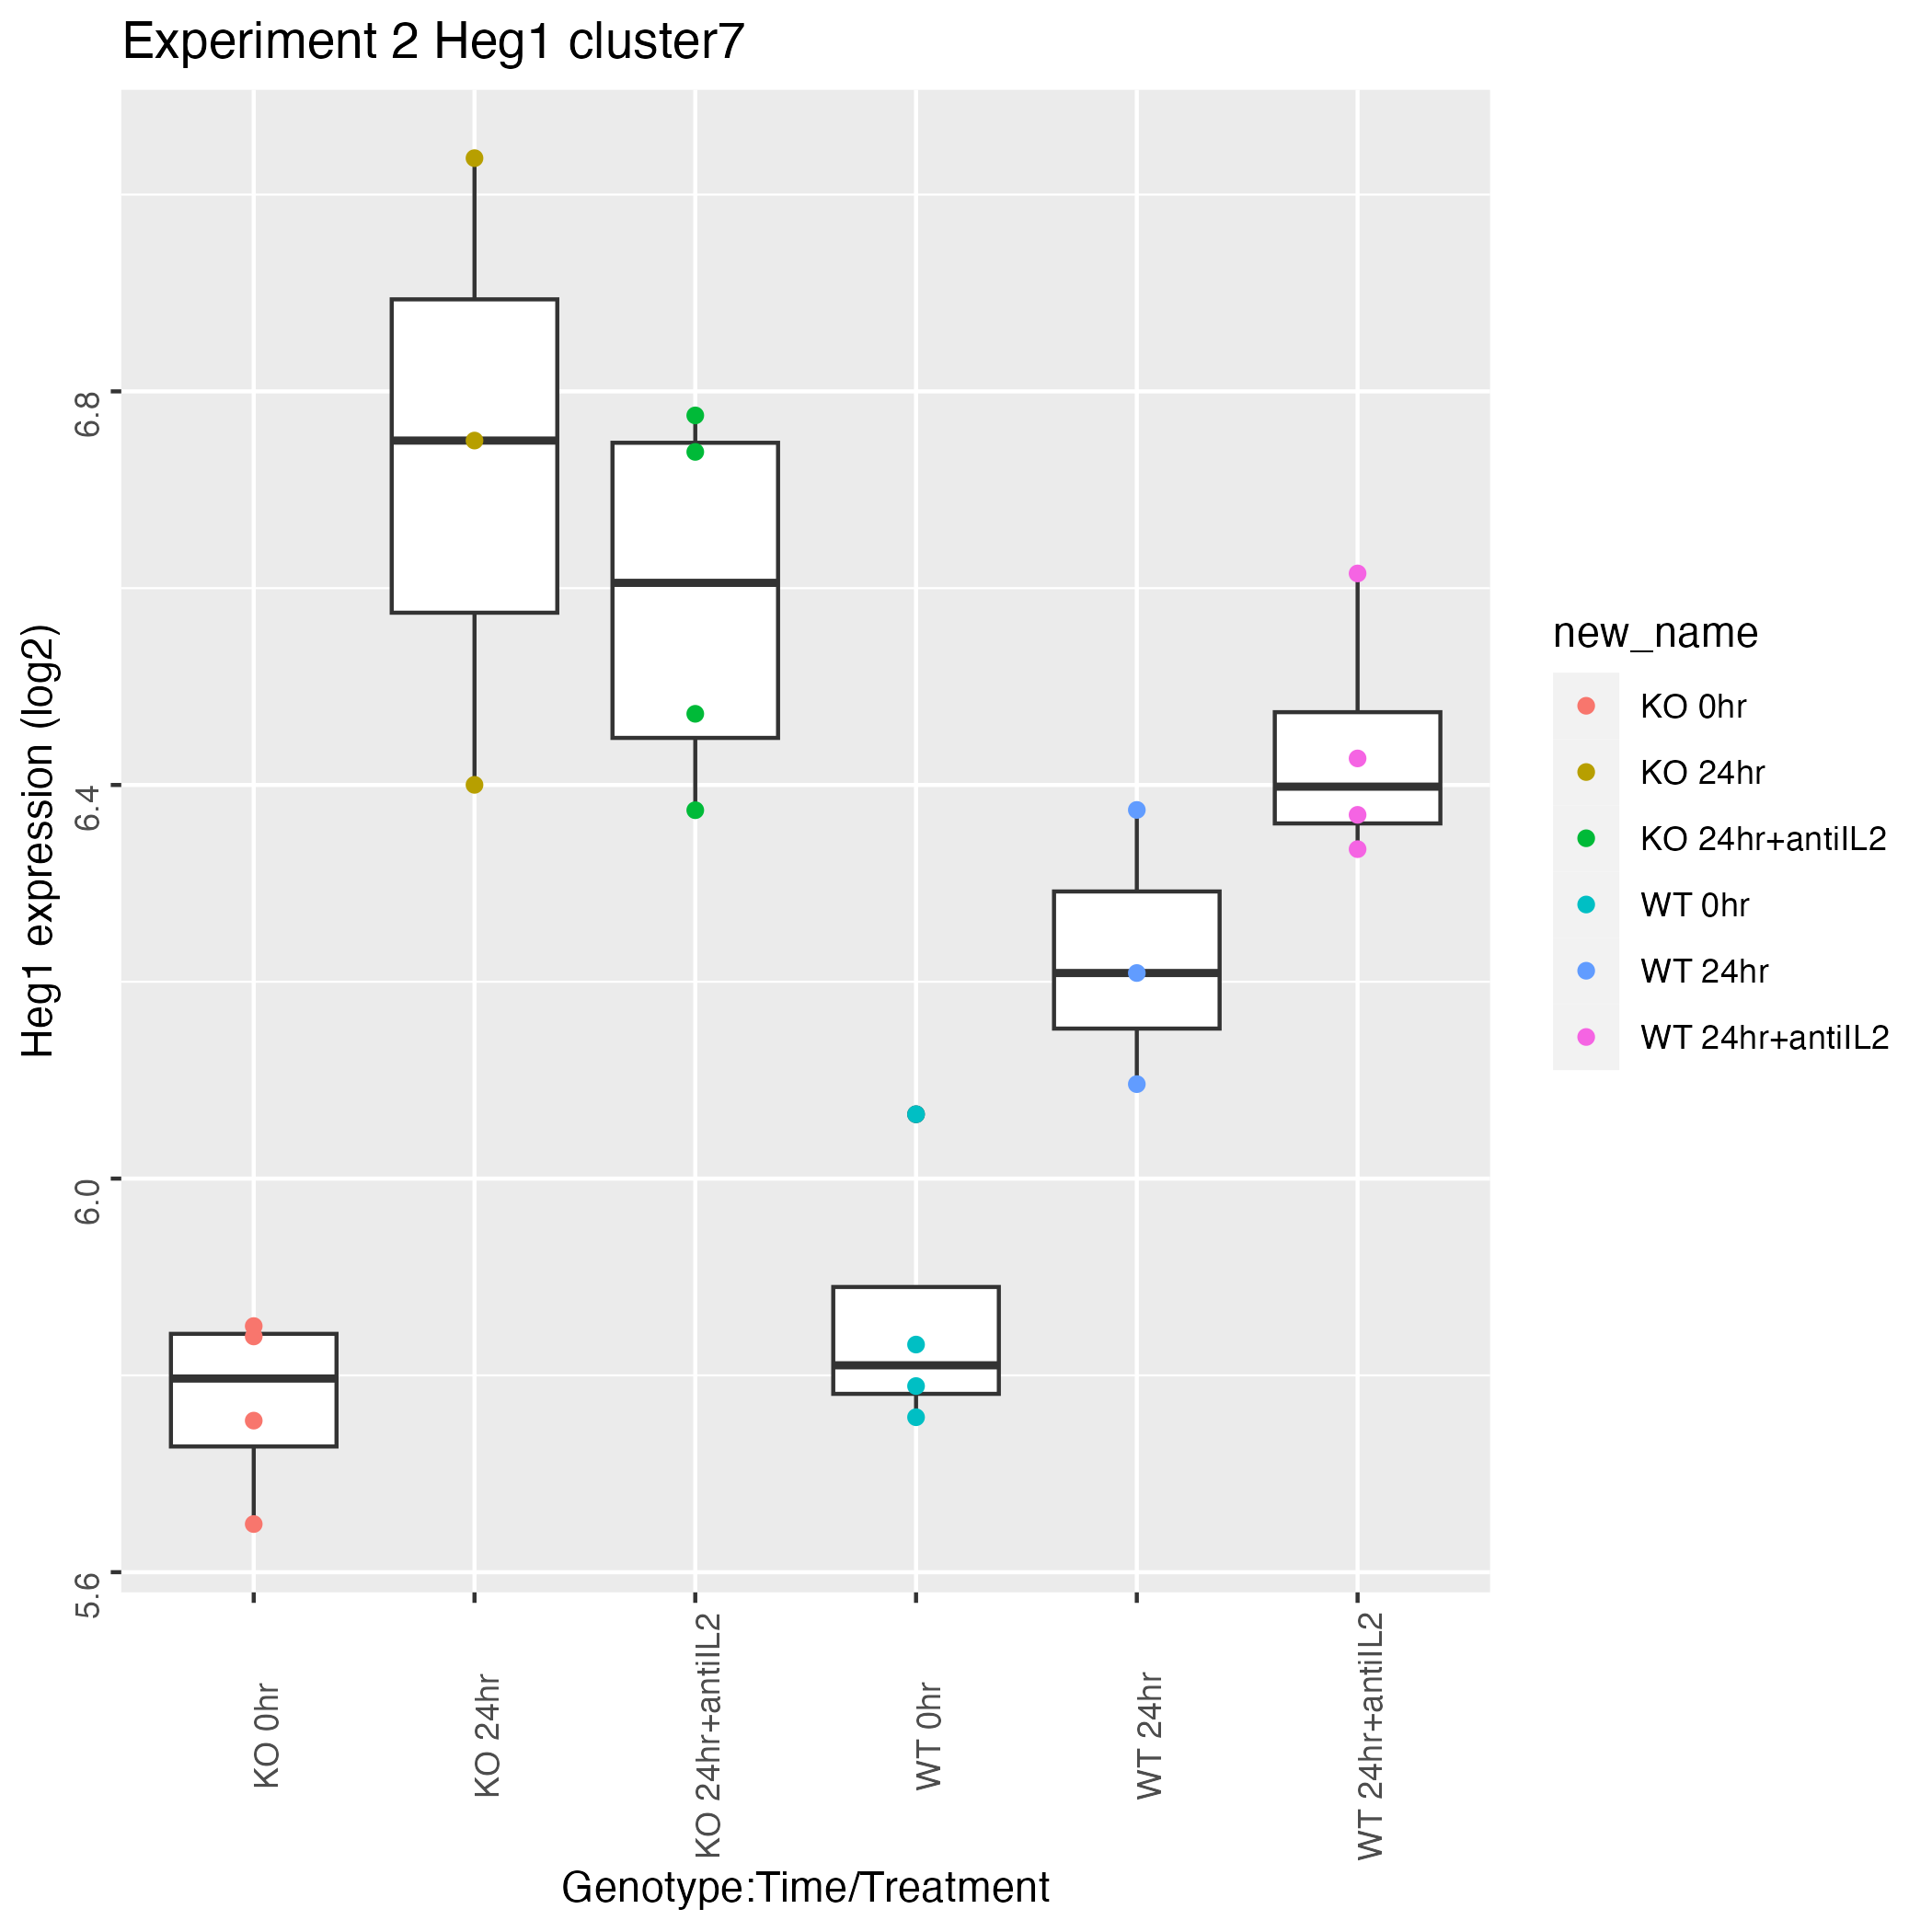 Experiment 2 Heg1 cluster7
Heg1 expression (log2)
6.8
6.4
6.0
5.6
KO 0hr
KO 24hr
KO 24hr+antiIL2
WT 0hr
WT 24hr
WT 24hr+antiIL2
Genotype:Time/Treatment
new_name
KO 0hr
KO 24hr
KO 24hr+antiIL2
WT 0hr
WT 24hr
WT 24hr+antiIL2